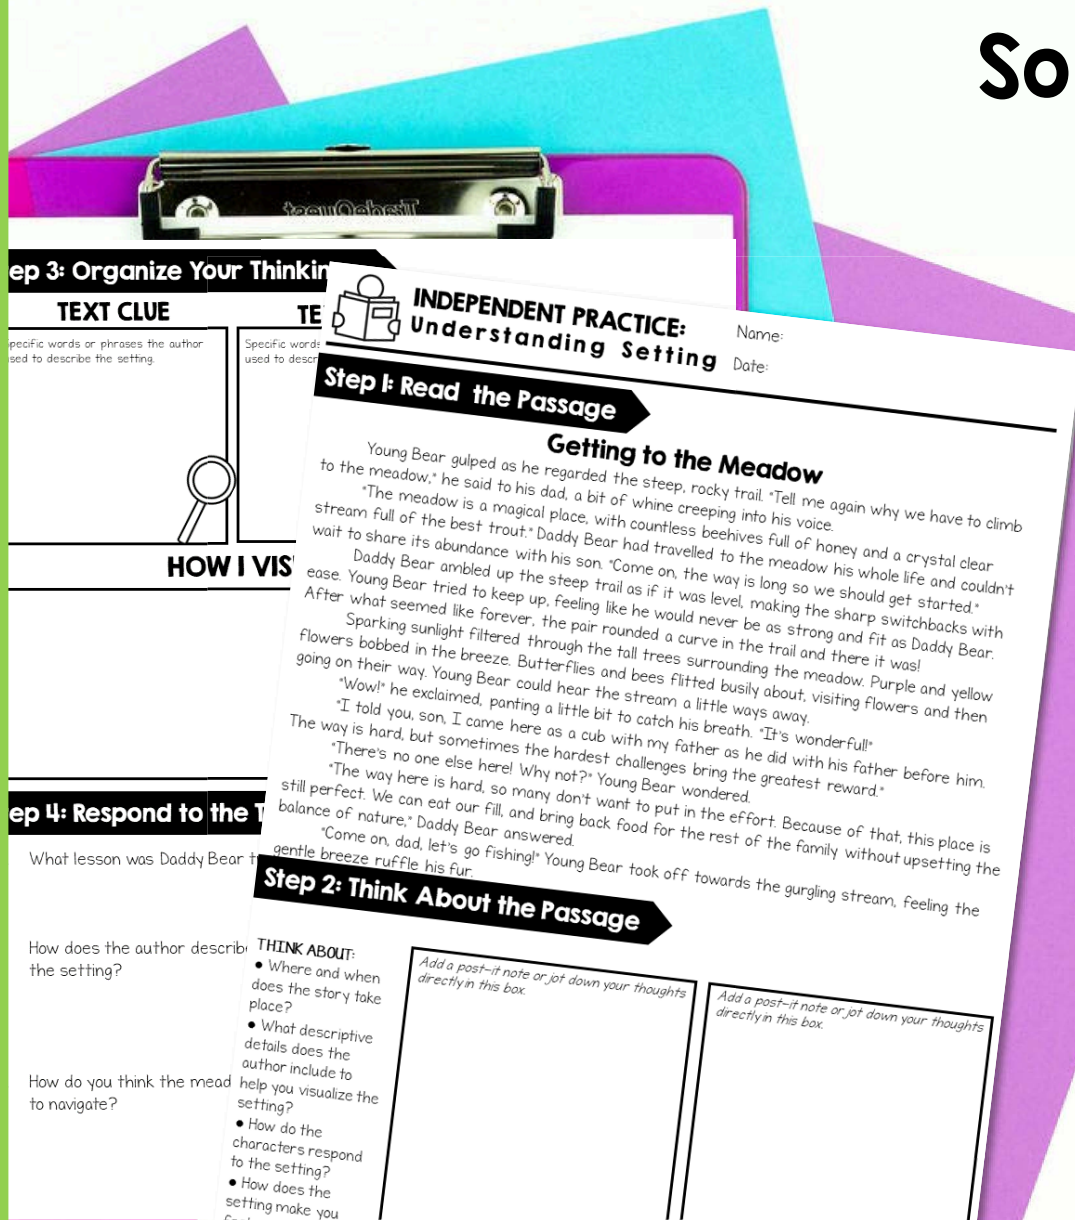 So
TradeQuest
ep 3: Organize Your Thinkin
TEXT CLUE
TE
pecific words or phrases the author
sed to describe the setting.
Specific words
used to descr
HOW I VIS
ep 4: Respond to the T
What lesson was Daddy Bear t
How does the author describ
the setting?
How do you think the mead
to navigate?
INDEPENDENT PRACTICE:
Understanding Setting
Name:
Date:
Step 1: Read the Passage
Getting to the Meadow
Young Bear gulped as he regarded the steep, rocky trail. "Tell me again why we have to climb
to the meadow," he said to his dad, a bit of whine creeping into his voice.
"The meadow is a magical place, with countless beehives full of honey and a crystal clear
stream full of the best trout." Daddy Bear had travelled to the meadow his whole life and couldn't
wait to share its abundance with his son. "Come on, the way is long so we should get started."
Daddy Bear ambled up the steep trail as if it was level, making the sharp switchbacks with
ease. Young Bear tried to keep up, feeling like he would never be as strong and fit as Daddy Bear.
After what seemed like forever, the pair rounded a curve in the trail and there it was!
Sparking sunlight filtered through the tall trees surrounding the meadow. Purple and yellow
flowers bobbed in the breeze. Butterflies and bees flitted busily about, visiting flowers and then
going on their way. Young Bear could hear the stream a little ways away.
"Wow!" he exclaimed, panting a little bit to catch his breath. "It's wonderful!"
"I told you, son, I came here as a cub with my father as he did with his father before him.
The way is hard, but sometimes the hardest challenges bring the greatest reward."
"There's no one else here! Why not?" Young Bear wondered.
"The way here is hard, so many don't want to put in the effort. Because of that, this place is
still perfect. We can eat our fill, and bring back food for the rest of the family without upsetting the
balance of nature," Daddy Bear answered.
"Come on, dad, let's go fishing!" Young Bear took off towards the gurgling stream, feeling the
gentle breeze ruffle his fur.
Step 2: Think About the Passage
THINK ABOUT:
• Where and when
does the story take
place?
• What descriptive
details does the
author include to
help you visualize the
setting?
• How do the
characters respond
to the setting?
• How does the
setting make you
Add a post-it note or jot down your thoughts
directly in this box.
Add a post-it note or jot down your thoughts
directly in this box.